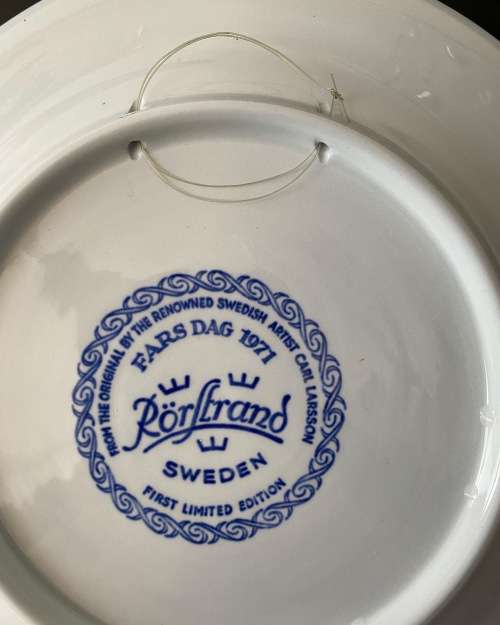 FROM THE ORIGINAL BY THE RENOWNED SWEDISH ARTIST CARL LARSSON
FARS DAG 1971
Rörstrand
SWEDEN
FIRST LIMITED EDITION